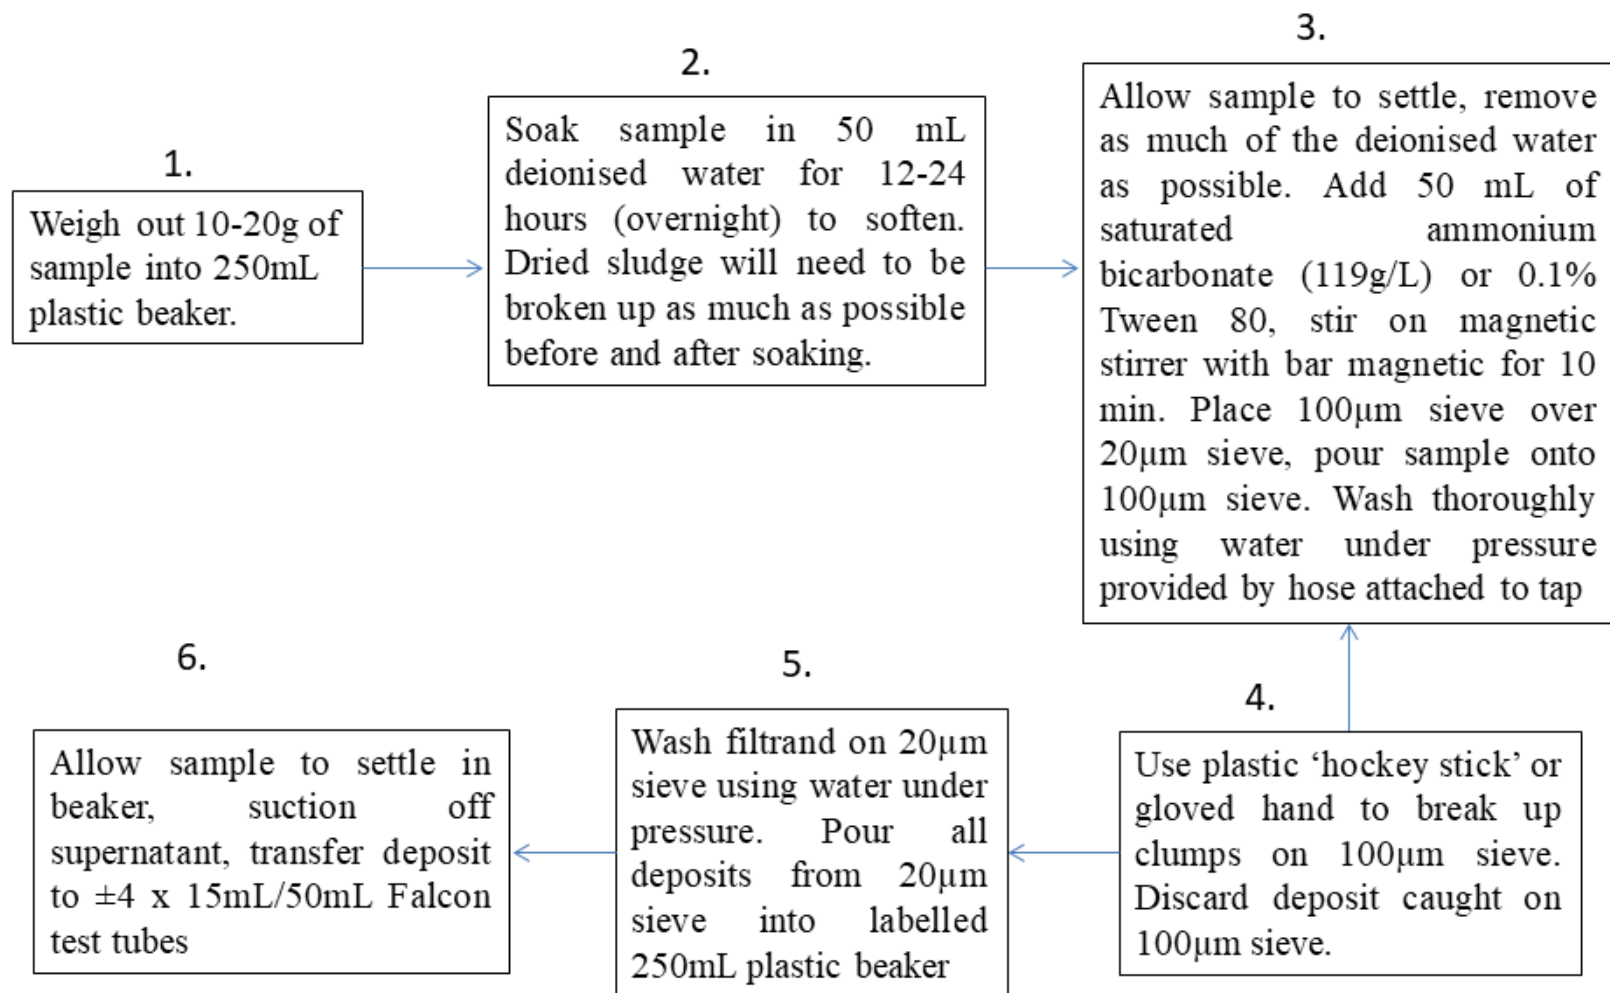 1.
Weigh out 10-20g of
sample into 250mL
plastic beaker.
2.
Soak sample in 50 mL
deionised water for 12-24
hours (overnight) to soften.
Dried sludge will need to be
broken up as much as possible
before and after soaking.
3.
Allow sample to settle, remove
as much of the deionised water
as possible. Add 50 mL of
saturated ammonium
bicarbonate (119g/L) or 0.1%
Tween 80, stir on magnetic
stirrer with bar magnetic for 10
min. Place 100µm sieve over
20µm sieve, pour sample onto
100µm sieve. Wash thoroughly
using water under pressure
provided by hose attached to tap
4.
Use plastic ‘hockey stick’ or
gloved hand to break up
clumps on 100µm sieve.
Discard deposit caught on
100µm sieve.
5.
Wash filtrand on 20µm
sieve using water under
pressure. Pour all
deposits from 20µm
sieve into labelled
250mL plastic beaker
6.
Allow sample to settle in
beaker, suction off
supernatant, transfer deposit
to ±4 x 15mL/50mL Falcon
test tubes